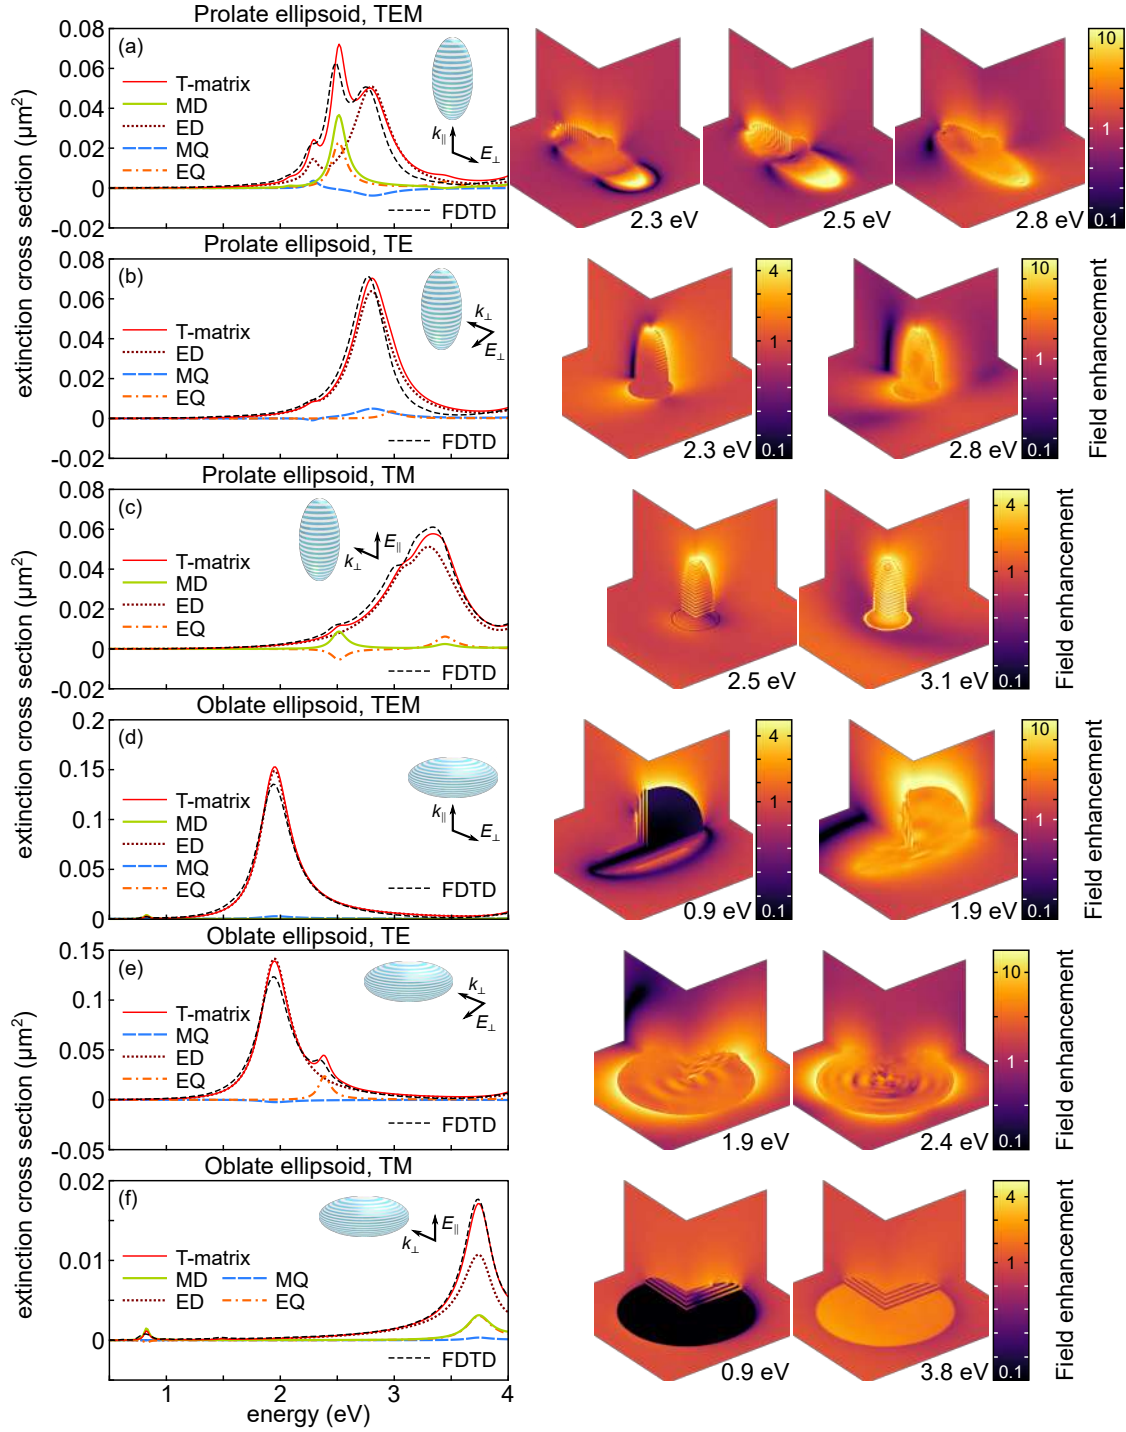 Prolate ellipsoid, TEM
(a)
0.08
0.06
0.04
0.02
0
-0.02
T-matrix
MD
ED
MQ
EQ
FDTD
k∥
E⊥
2.3 eV
2.5 eV
2.8 eV
10
1
0.1
Prolate ellipsoid, TE
(b)
0.08
0.06
0.04
0.02
0
-0.02
T-matrix
ED
MQ
EQ
FDTD
k⊥
E⊥
2.3 eV
4
1
0.1
2.8 eV
10
1
0.1
Field enhancement
extinction cross section (μm²)
Prolate ellipsoid, TM
(c)
0.08
0.06
0.04
0.02
0
-0.02
T-matrix
MD
ED
EQ
FDTD
E∥
k⊥
2.5 eV
3.1 eV
4
1
0.1
Field enhancement
Oblate ellipsoid, TEM
(d)
0.2
0.15
0.1
0.05
0
T-matrix
MD
ED
MQ
EQ
FDTD
k∥
E⊥
0.9 eV
4
1
0.1
1.9 eV
10
1
0.1
Field enhancement
extinction cross section (μm²)
Oblate ellipsoid, TE
(e)
0.15
0.1
0.05
0
-0.05
T-matrix
MQ
ED
EQ
FDTD
k⊥
E⊥
1.9 eV
2.4 eV
10
1
0.1
Field enhancement
Oblate ellipsoid, TM
(f)
0.02
0.01
0
T-matrix
MD MQ
ED EQ
FDTD
E∥
k⊥
0.9 eV
3.8 eV
4
1
0.1
Field enhancement
extinction cross section (μm²)
1 2 3 4
energy (eV)